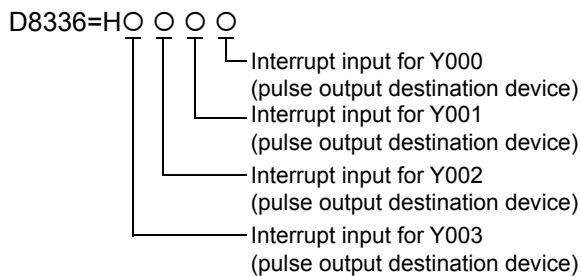 D8336=H○ ○ ○ ○
Interrupt input for Y000
(pulse output destination device)
Interrupt input for Y001
(pulse output destination device)
Interrupt input for Y002
(pulse output destination device)
Interrupt input for Y003
(pulse output destination device)